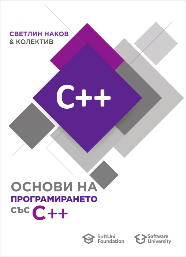 СВЕТЛИН НАКОВ
& КОЛЕКТИВ
C++
ОСНОВИ НА
ПРОГРАМИРАНЕТО
СЪС C++
SoftUni Foundation
Software University